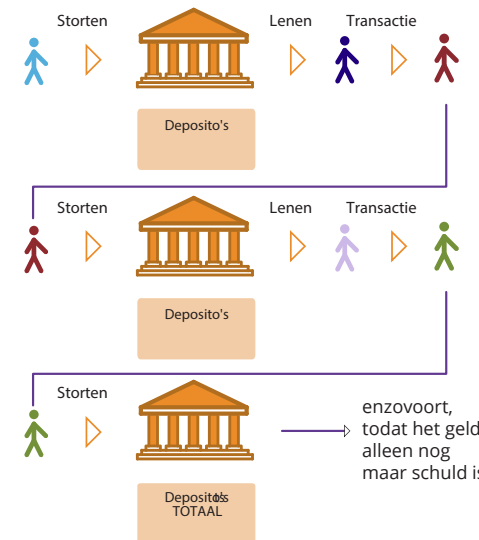 Storten
Lenen
Transactie
Deposito's
Storten
Lenen
Transactie
Deposito's
Storten
enzovoort,
todat het geld
alleen nog
maar schuld is
Deposito's
TOTAAL